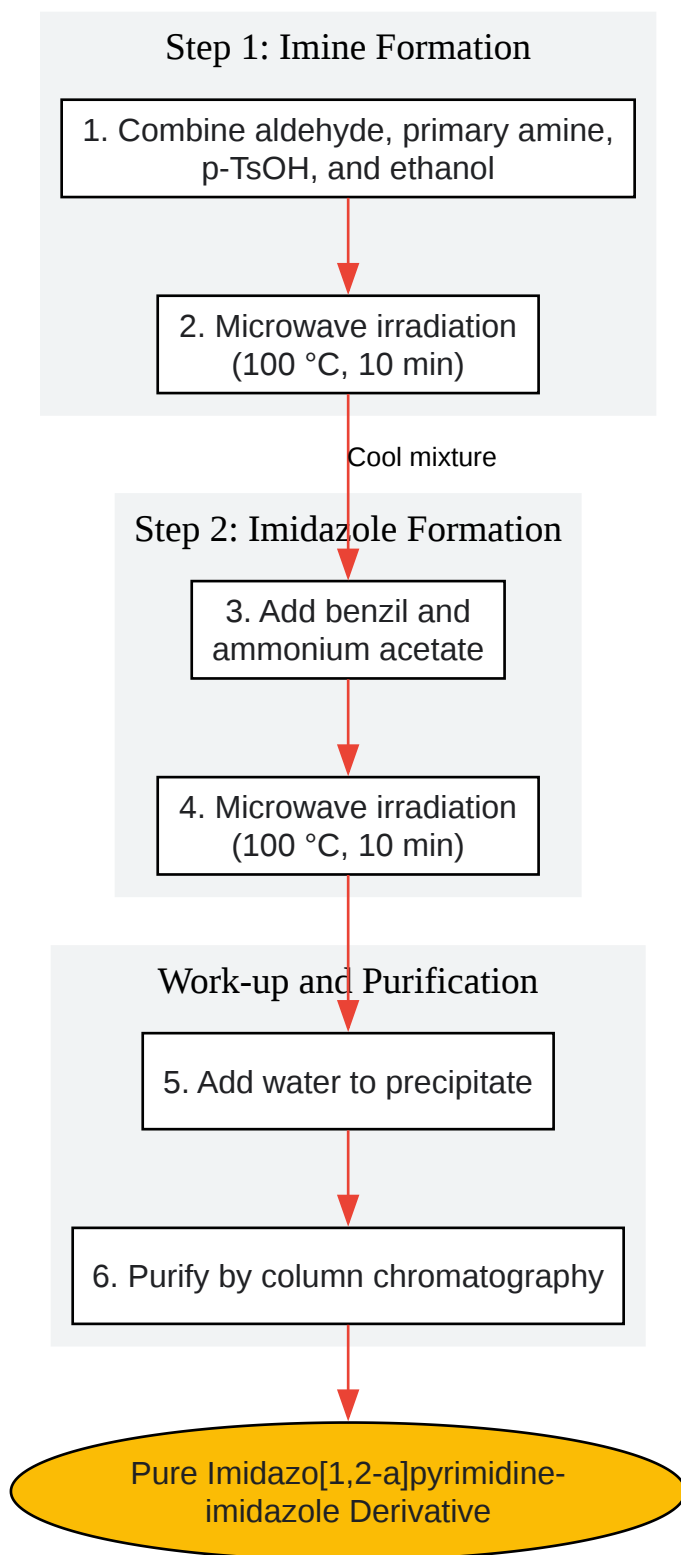 Step 1: Imine Formation
1. Combine aldehyde, primary amine,
p-TsOH, and ethanol
2. Microwave irradiation
(100 °C, 10 min)
Cool mixture
Step 2: Imidazole Formation
3. Add benzil and
ammonium acetate
4. Microwave irradiation
(100 °C, 10 min)
Work-up and Purification
5. Add water to precipitate
6. Purify by column chromatography
Pure Imidazo[1,2-a]pyrimidine-
imidazole Derivative